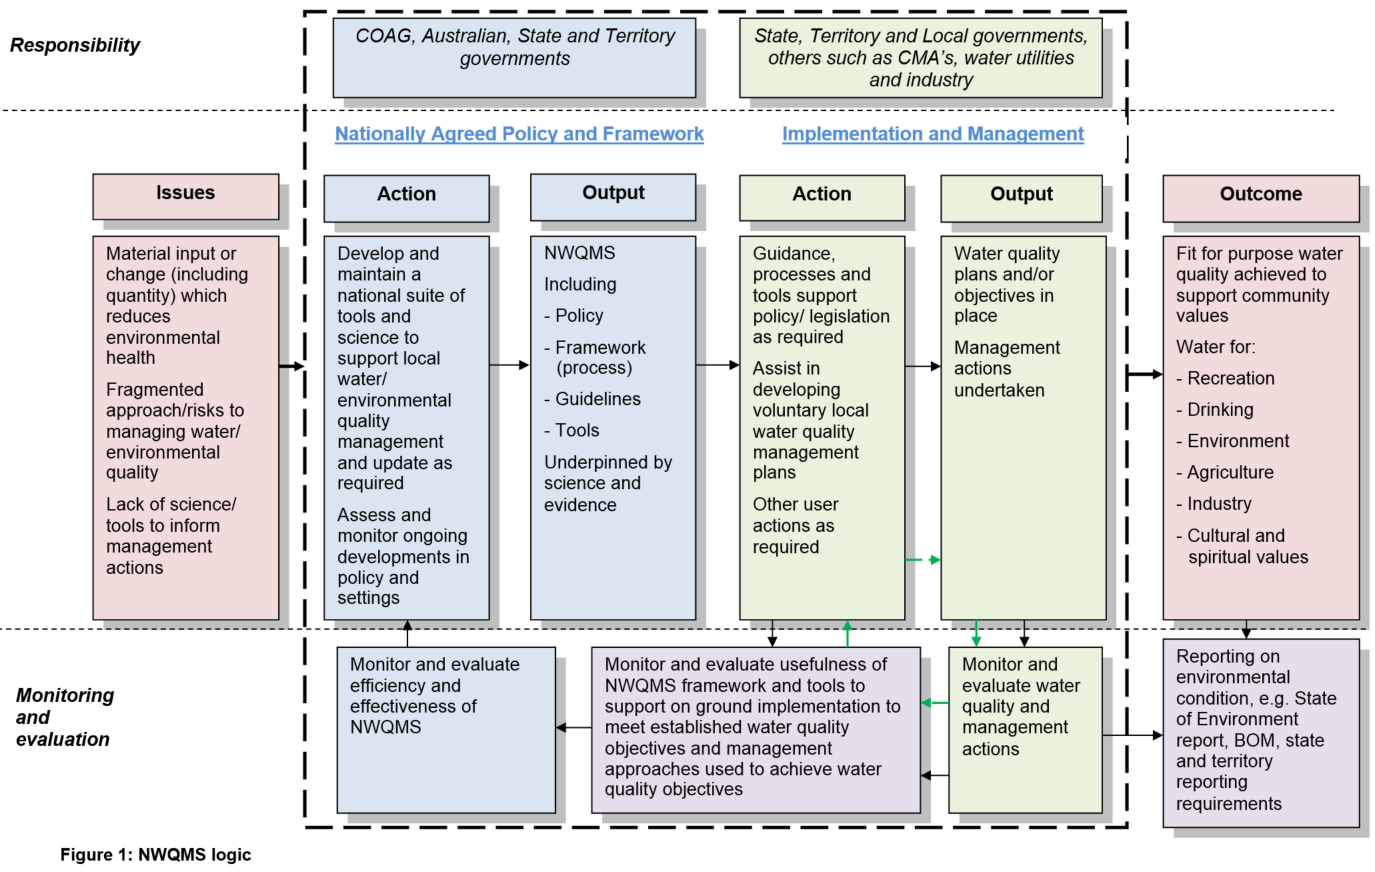 Responsibility
COAG, Australian, State and Territory
governments
State, Territory and Local governments,
others such as CMA's, water utilities
and industry
Nationally Agreed Policy and Framework
Implementation and Management
Issues
Action
Output
Action
Output
Outcome
Material input or
change (including
quantity) which
reduces
environmental
health
Fragmented
approach/risks to
managing water/
environmental
quality
Lack of science/
tools to inform
management
actions
Develop and
maintain a
national suite of
tools and
science to
support local
water/
environmental
quality
management
and update as
required
Assess and
monitor ongoing
developments in
policy and
settings
NWQMS
Including
- Policy
- Framework
(process)
- Guidelines
- Tools
Underpinned by
science and
evidence
Guidance,
processes and
tools support
policy/ legislation
as required
Assist in
developing
voluntary local
water quality
management
plans
Other user
actions as
required
Water quality
plans and/or
objectives in
place
Management
actions
undertaken
Fit for purpose water
quality achieved to
support community
values
Water for:
- Recreation
- Drinking
- Environment
- Agriculture
- Industry
- Cultural and
spiritual values
Monitoring
and
evaluation
Monitor and evaluate
efficiency and
effectiveness of
NWQMS
Monitor and evaluate usefulness of
NWQMS framework and tools to
support on ground implementation to
meet established water quality
objectives and management
approaches used to achieve water
quality objectives
Monitor and
evaluate water
quality and
management
actions
Reporting on
environmental
condition, e.g. State
of Environment
report, BOM, state
and territory
reporting
requirements
Figure 1: NWQMS logic